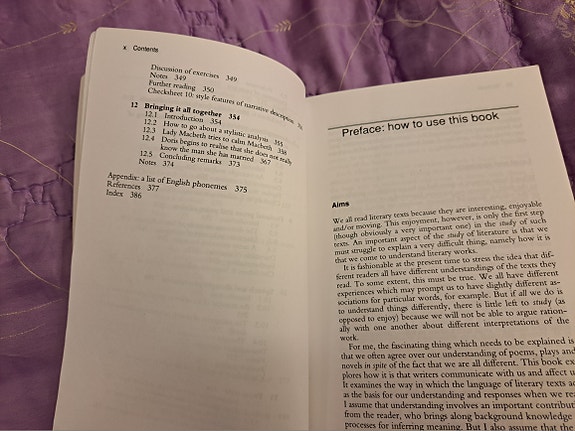 x Contents
Discussion of exercises 349
Notes 349
Further reading 350
Checksheet 10: style features of narrative description
12 Bringing it all together 354
12.1 Introduction 354
12.2 How to go about a stylistic analysis 355
12.3 Lady Macbeth tries to calm Macbeth 358
12.4 Doris begins to realise that she does not really
know the man she has married 367
12.5 Concluding remarks 373
Notes 374
Appendix: a list of English phonemes 375
References 377
Index 386
Preface: how to use this book
Aims
We all read literary texts because they are interesting, enjoyable
and/or moving. This enjoyment, however, is only the first step
(though obviously a very important one) in the study of such
texts. An important aspect of the study of literature is that we
must struggle to explain a very difficult thing, namely how it is
that we come to understand literary works.
It is fashionable at the present time to stress the idea that dif-
ferent readers all have different understandings of the texts they
read. To some extent, this must be true. We all have different
experiences which may prompt us to have slightly different as-
sociations for particular words, for example. But if all we do is
to understand things differently, there is little left to study (as
opposed to enjoy) because we will not be able to argue ration-
ally with one another about different interpretations of the
work.
For me, the fascinating thing which needs to be explained is
that we often agree over our understanding of poems, plays and
novels in spite of the fact that we are all different. This book ex
plores how it is that writers communicate with us and affect u
It examines the way in which the language of literary texts ac
as the basis for our understanding and responses when we rea
I assume that understanding involves an important contribut
from the reader, who brings along background knowledge
processes for inferring meaning. But I also assume that the